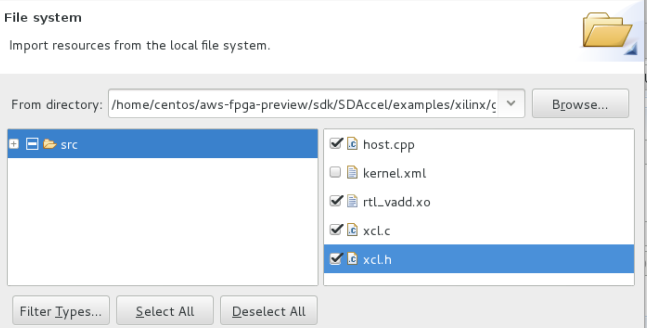 File system
Import resources from the local file system.
From directory: /home/centos/aws-fpga-preview/sdk/SDAccel/examples/xilinx/g Browse...
src
host.cpp
kernel.xml
rtl_vadd.xo
xcl.c
xcl.h
Filter Types... Select All Deselect All